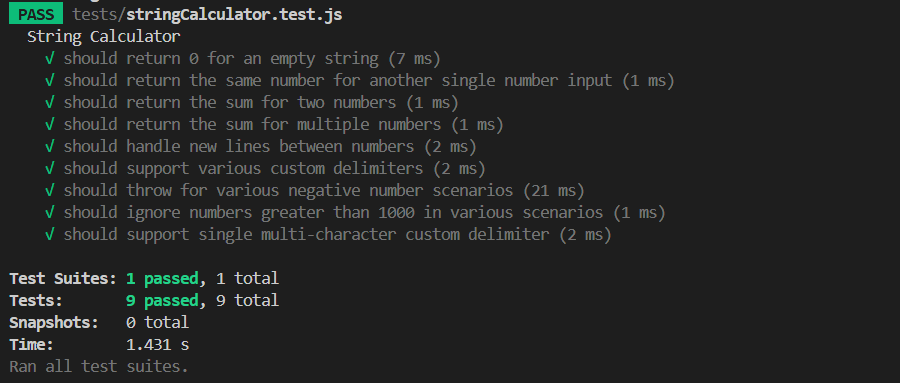 PASS tests/stringCalculator.test.js
String Calculator
√ should return 0 for an empty string (7 ms)
√ should return the same number for another single number input (1 ms)
√ should return the sum for two numbers (1 ms)
√ should return the sum for multiple numbers (1 ms)
√ should handle new lines between numbers (2 ms)
√ should support various custom delimiters (2 ms)
√ should throw for various negative number scenarios (21 ms)
√ should ignore numbers greater than 1000 in various scenarios (1 ms)
√ should support single multi-character custom delimiter (2 ms)
Test Suites: 1 passed, 1 total
Tests: 9 passed, 9 total
Snapshots: 0 total
Time: 1.431 s
Ran all test suites.